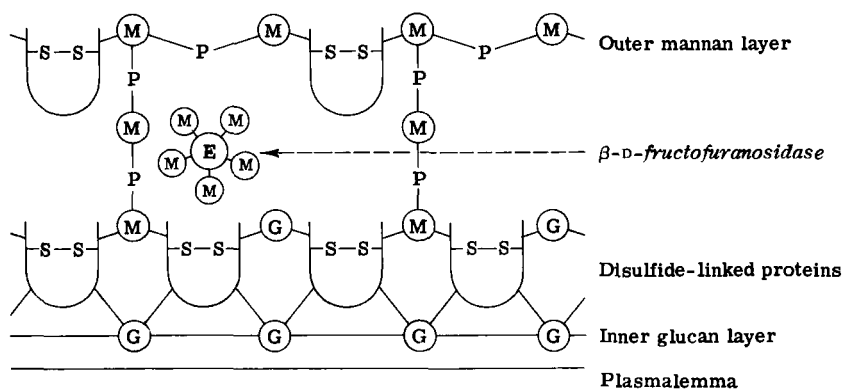 S–S M P M S–S M P M Outer mannan layer
P P
M M M M
M E M β-D-fructofuranosidase
M
P P
M G M G
S–S S–S S–S S–S
Disulfide-linked proteins
G G G G Inner glucan layer
Plasmalemma